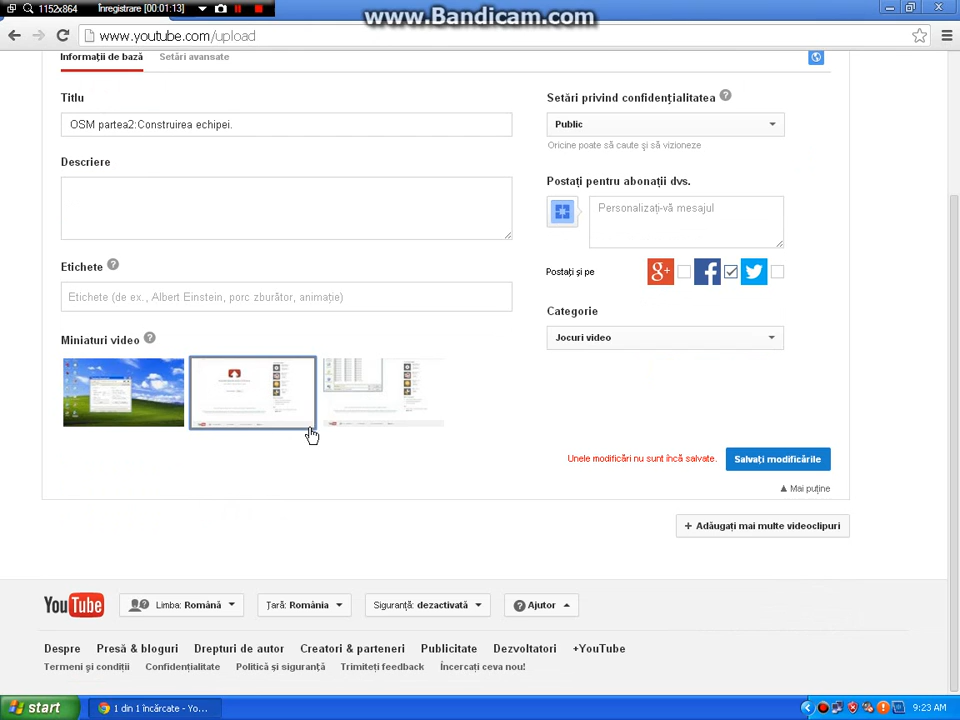 1152x864 Înregistrare [00:01:13]
www.Bandicam.com
www.youtube.com/upload
Informații de bază Setări avansate
Titlu
OSM partea2:Construirea echipei.
Descriere
Etichete
Etichete (de ex., Albert Einstein, porc zburător, animație)
Miniaturi video
Setări privind confidențialitatea
Public
Oricine poate să caute și să vizioneze
Postați pentru abonații dvs.
Personalizați-vă mesajul
Postați și pe
Categorie
Jocuri video
Unele modificări nu sunt încă salvate. Salvați modificările
▲ Mai puține
+ Adăugați mai multe videoclipuri
YouTube Limba: Română Țară: România Siguranță: dezactivată Ajutor
Despre Presă & bloguri Drepturi de autor Creatori & parteneri Publicitate Dezvoltatori +YouTube
Termeni și condiții Confidențialitate Politică și siguranță Trimiteți feedback Încercați ceva nou!
start 1 din 1 încărcate - Yo... 9:23 AM